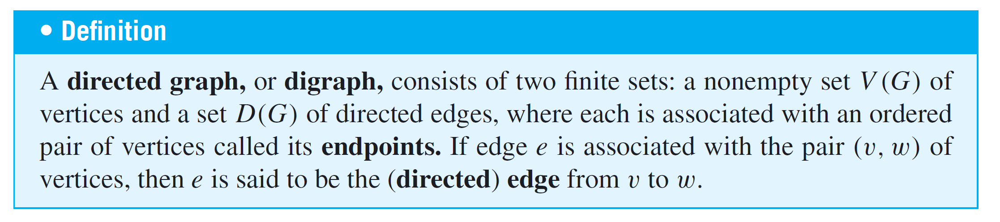 • Definition
A directed graph, or digraph, consists of two finite sets: a nonempty set V(G) of
vertices and a set D(G) of directed edges, where each is associated with an ordered
pair of vertices called its endpoints. If edge e is associated with the pair (v, w) of
vertices, then e is said to be the (directed) edge from v to w.